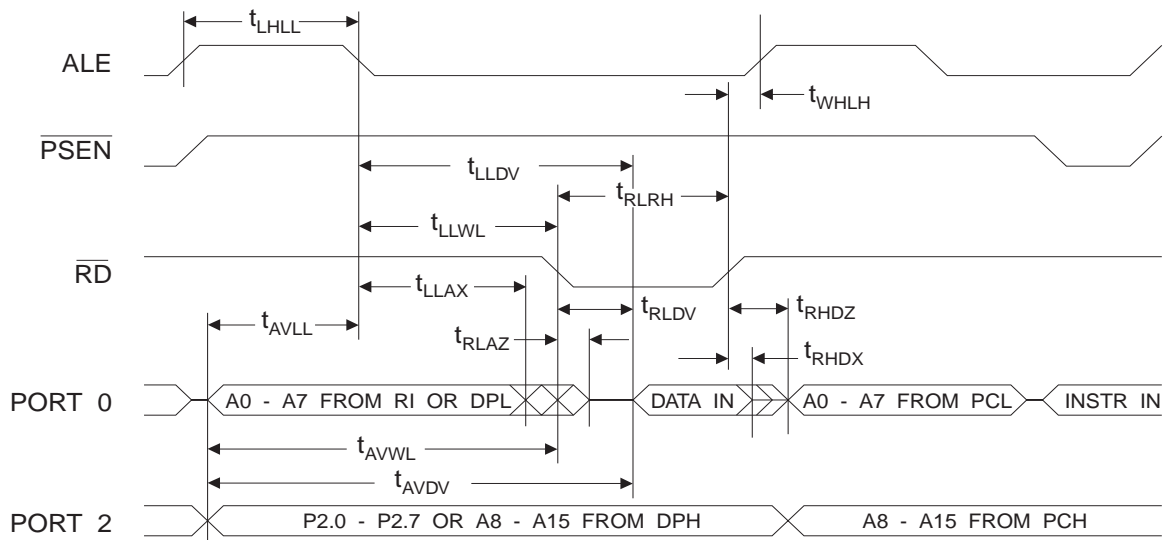 tLHLL
ALE
tWHLH
PSEN
tLLDV
tRLRH
tLLWL
RD
tLLAX
tRLDV
tRHDZ
tAVLL
tRLAZ
tRHDX
PORT 0
A0 - A7 FROM RI OR DPL
DATA IN
A0 - A7 FROM PCL
INSTR IN
tAVWL
tAVDV
PORT 2
P2.0 - P2.7 OR A8 - A15 FROM DPH
A8 - A15 FROM PCH